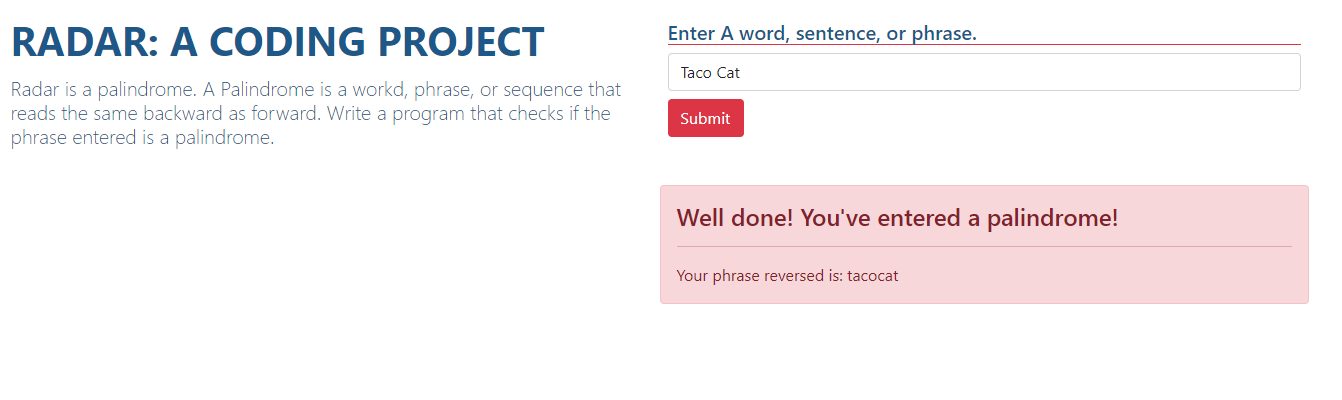 RADAR: A CODING PROJECT
Radar is a palindrome. A Palindrome is a workd, phrase, or sequence that
reads the same backward as forward. Write a program that checks if the
phrase entered is a palindrome.
Enter A word, sentence, or phrase.
Taco Cat
Submit
Well done! You've entered a palindrome!
Your phrase reversed is: tacocat